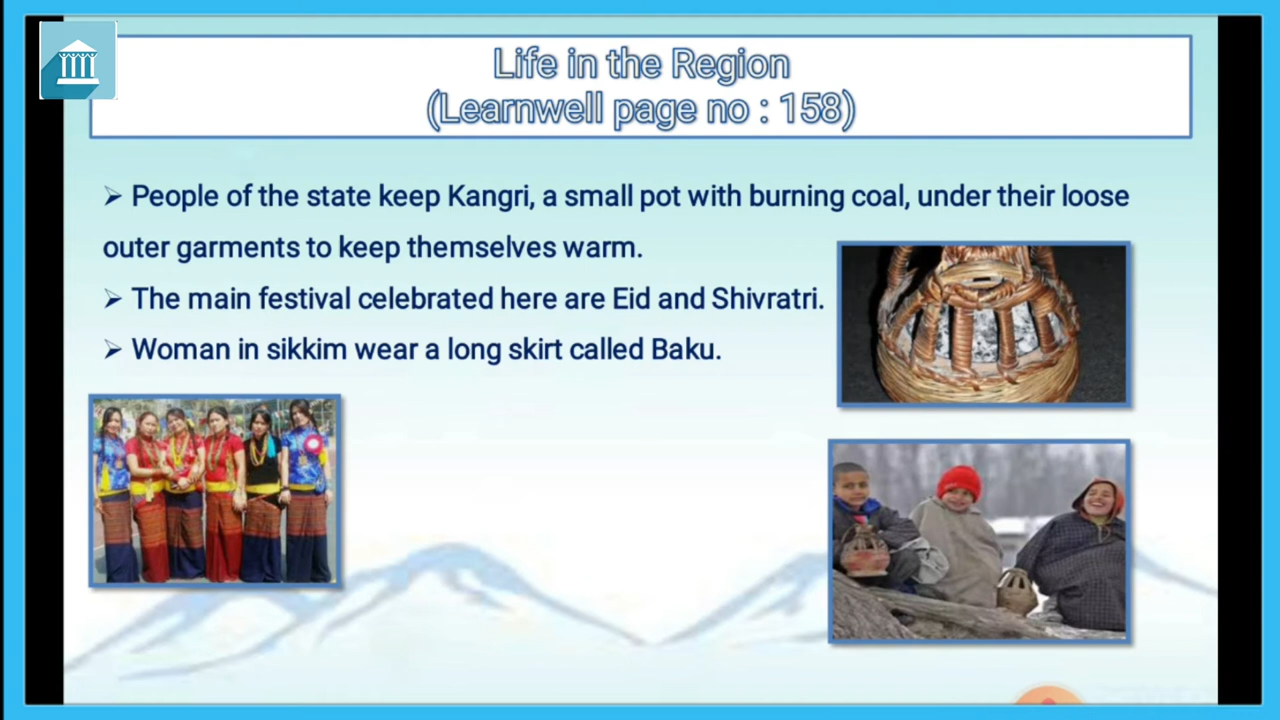 Life in the Region
(Learnwell page no : 158)
➢ People of the state keep Kangri, a small pot with burning coal, under their loose
outer garments to keep themselves warm.
➢ The main festival celebrated here are Eid and Shivratri.
➢ Woman in sikkim wear a long skirt called Baku.